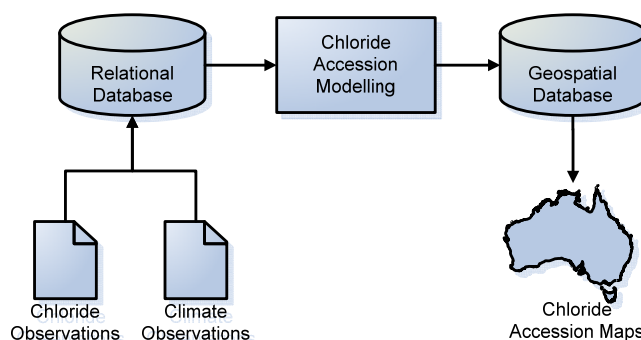 Relational
Database
Chloride
Accession
Modelling
Geospatial
Database
Chloride
Observations
Climate
Observations
Chloride
Accession Maps